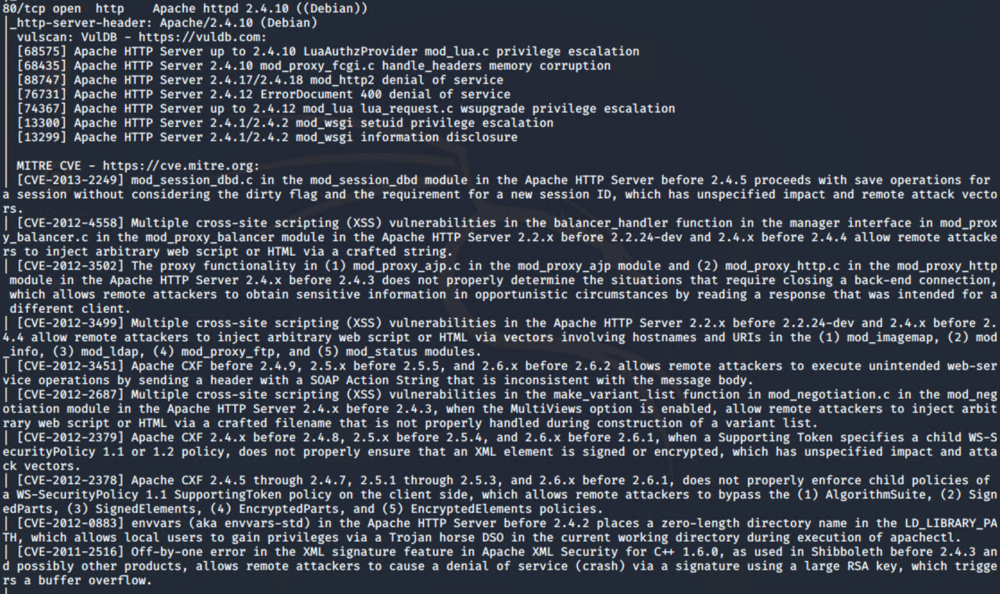 80/tcp open  http    Apache httpd 2.4.10 ((Debian))
|_http-server-header: Apache/2.4.10 (Debian)
| vulscan: VulDB - https://vuldb.com:
| [68575] Apache HTTP Server up to 2.4.10 LuaAuthzProvider mod_lua.c privilege escalation
| [68435] Apache HTTP Server 2.4.10 mod_proxy_fcgi.c handle_headers memory corruption
| [88747] Apache HTTP Server 2.4.17/2.4.18 mod_http2 denial of service
| [76731] Apache HTTP Server 2.4.12 ErrorDocument 400 denial of service
| [74367] Apache HTTP Server up to 2.4.12 mod_lua lua_request.c wsupgrade privilege escalation
| [13300] Apache HTTP Server 2.4.1/2.4.2 mod_wsgi setuid privilege escalation
| [13299] Apache HTTP Server 2.4.1/2.4.2 mod_wsgi information disclosure
|
| MITRE CVE - https://cve.mitre.org:
| [CVE-2013-2249] mod_session_dbd.c in the mod_session_dbd module in the Apache HTTP Server before 2.4.5 proceeds with save operations for
a session without considering the dirty flag and the requirement for a new session ID, which has unspecified impact and remote attack vecto
rs.
| [CVE-2012-4558] Multiple cross-site scripting (XSS) vulnerabilities in the balancer_handler function in the manager interface in mod_prox
y_balancer.c in the mod_proxy_balancer module in the Apache HTTP Server 2.2.x before 2.2.24-dev and 2.4.x before 2.4.4 allow remote attacke
rs to inject arbitrary web script or HTML via a crafted string.
| [CVE-2012-3502] The proxy functionality in (1) mod_proxy_ajp.c in the mod_proxy_ajp module and (2) mod_proxy_http.c in the mod_proxy_http
 module in the Apache HTTP Server 2.4.x before 2.4.3 does not properly determine the situations that require closing a back-end connection,
 which allows remote attackers to obtain sensitive information in opportunistic circumstances by reading a response that was intended for a
 different client.
| [CVE-2012-3499] Multiple cross-site scripting (XSS) vulnerabilities in the Apache HTTP Server 2.2.x before 2.2.24-dev and 2.4.x before 2.
4.4 allow remote attackers to inject arbitrary web script or HTML via vectors involving hostnames and URIs in the (1) mod_imagemap, (2) mod
_info, (3) mod_ldap, (4) mod_proxy_ftp, and (5) mod_status modules.
| [CVE-2012-3451] Apache CXF before 2.4.9, 2.5.x before 2.5.5, and 2.6.x before 2.6.2 allows remote attackers to execute unintended web-ser
vice operations by sending a header with a SOAP Action String that is inconsistent with the message body.
| [CVE-2012-2687] Multiple cross-site scripting (XSS) vulnerabilities in the make_variant_list function in mod_negotiation.c in the mod_neg
otiation module in the Apache HTTP Server 2.4.x before 2.4.3, when the MultiViews option is enabled, allow remote attackers to inject arbit
rary web script or HTML via a crafted filename that is not properly handled during construction of a variant list.
| [CVE-2012-2379] Apache CXF 2.4.x before 2.4.8, 2.5.x before 2.5.4, and 2.6.x before 2.6.1, when a Supporting Token specifies a child WS-S
ecurityPolicy 1.1 or 1.2 policy, does not properly ensure that an XML element is signed or encrypted, which has unspecified impact and atta
ck vectors.
| [CVE-2012-2378] Apache CXF 2.4.5 through 2.4.7, 2.5.1 through 2.5.3, and 2.6.x before 2.6.1, does not properly enforce child policies of
a WS-SecurityPolicy 1.1 SupportingToken policy on the client side, which allows remote attackers to bypass the (1) AlgorithmSuite, (2) Sign
edParts, (3) SignedElements, (4) EncryptedParts, and (5) EncryptedElements policies.
| [CVE-2012-0883] envvars (aka envvars-std) in the Apache HTTP Server before 2.4.2 places a zero-length directory name in the LD_LIBRARY_PA
TH, which allows local users to gain privileges via a Trojan horse DSO in the current working directory during execution of apachectl.
| [CVE-2011-2516] Off-by-one error in the XML signature feature in Apache XML Security for C++ 1.6.0, as used in Shibboleth before 2.4.3 an
d possibly other products, allows remote attackers to cause a denial of service (crash) via a signature using a large RSA key, which trigge
rs a buffer overflow.
|